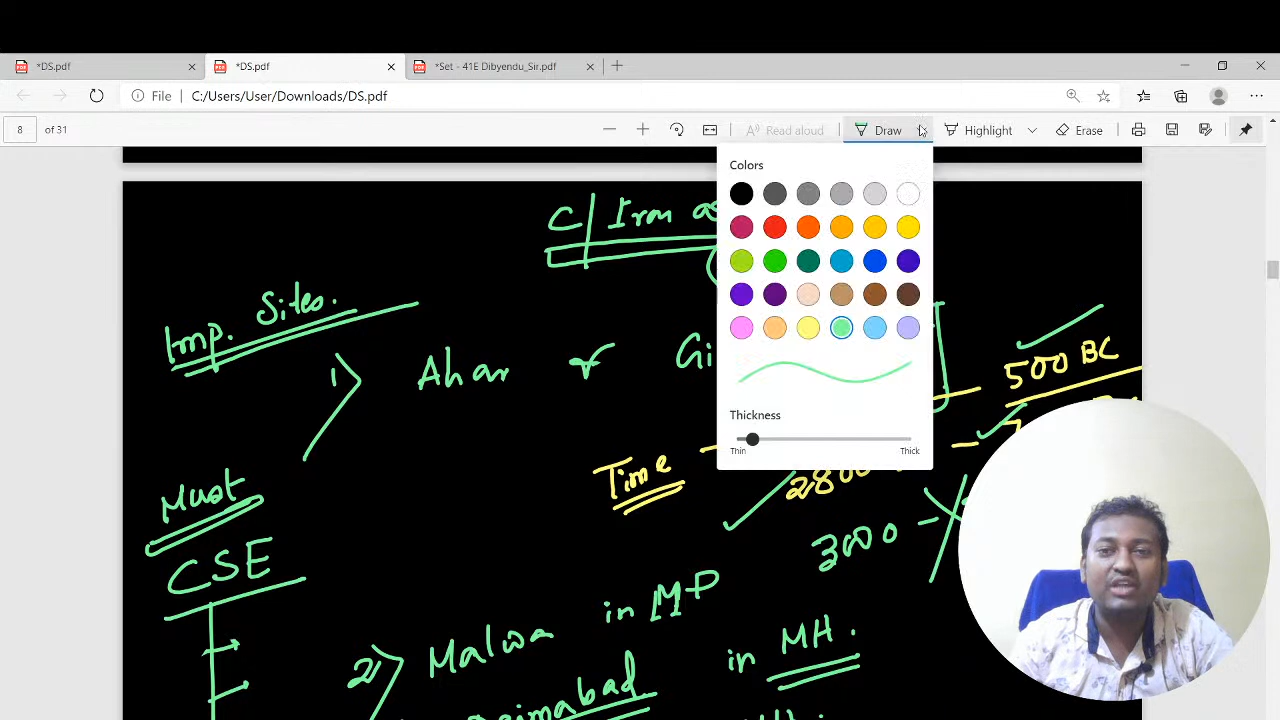 *DS.pdf
*DS.pdf
*Set - 41E Dibyendu_Sir.pdf
File
C:/Users/User/Downloads/DS.pdf
8 of 31
Read aloud
Draw
Highlight
Erase
Colors
Thickness
Thin
Thick
C/ Iron
Imp. Sites.
1> Ahar & Gi
500 BC
Time
2800
3000 -
Must
CSE
2> Malwa in MP
in MH.